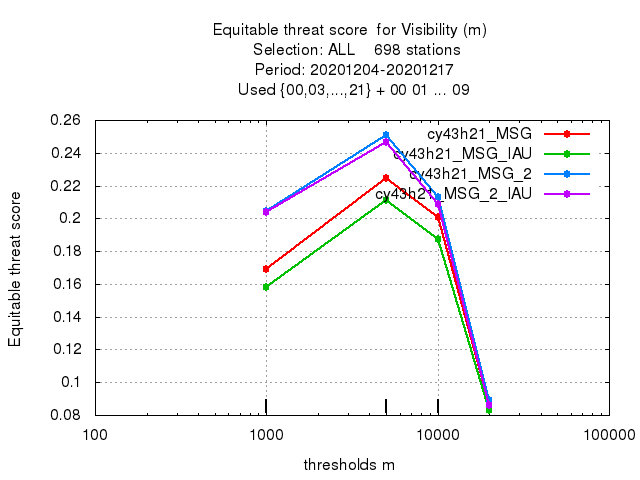 Equitable threat score for Visibility (m)
Selection: ALL 698 stations
Period: 20201204-20201217
Used {00,03,...,21} + 00 01 ... 09
Equitable threat score
0.26
0.24
0.22
0.2
0.18
0.16
0.14
0.12
0.1
0.08
cy43h21_MSG
cy43h21_MSG_IAU
cy43h21_MSG_2
cy43h21_MSG_2_IAU
100 1000 10000 100000
thresholds m